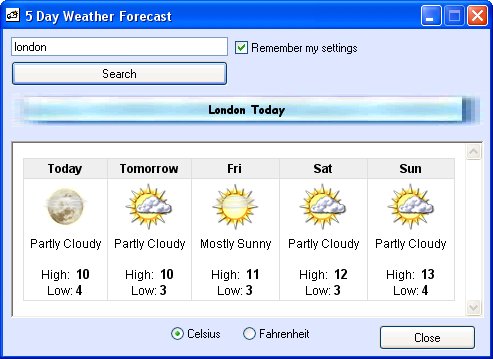 5 Day Weather Forecast
london
Remember my settings
Search
London Today
Today Tomorrow Fri Sat Sun
Partly Cloudy Partly Cloudy Mostly Sunny Partly Cloudy Partly Cloudy
High: 10 High: 10 High: 11 High: 12 High: 13
Low: 4 Low: 3 Low: 3 Low: 3 Low: 4
Celsius Fahrenheit Close